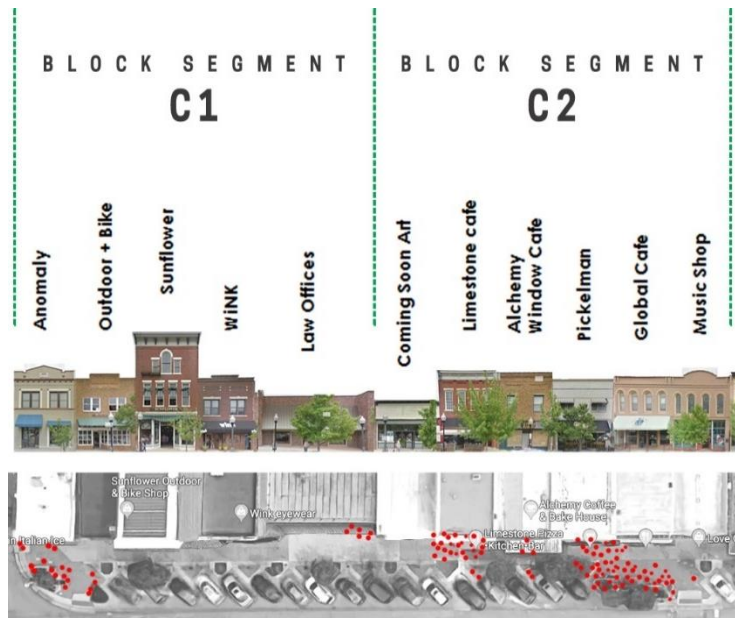 BLOCK SEGMENT
C1
BLOCK SEGMENT
C2
Anomaly
Outdoor + Bike
Sunflower
WiNK
Law Offices
Coming Soon Art
Limestone cafe
Alchemy
Window Cafe
Pickelman
Global Cafe
Music Shop
Sunflower Outdoor
& Bike Shop
Wink eyewear
Alchemy Coffee
& Bake House
Limestone Pizza
Kitchen Bar
n Italian Ice
Love